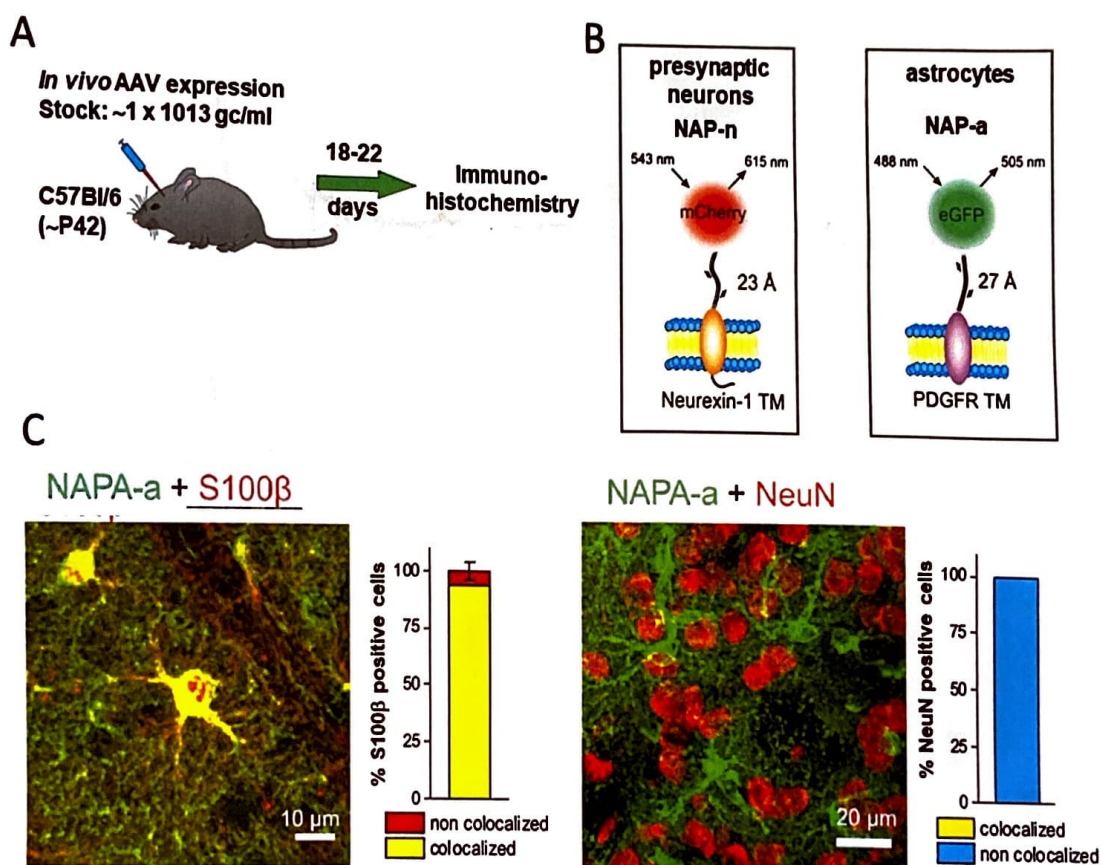 A
In vivo AAV expression
Stock: ~1 x 1013 gc/ml
C57Bl/6
(~P42)
18-22
days
Immuno-
histochemistry
B
presynaptic
neurons
NAP-n
543 nm
615 nm
mCherry
23 Å
Neurexin-1 TM
astrocytes
NAP-a
488 nm
505 nm
eGFP
27 Å
PDGFR TM
C
NAPA-a + S100β
10 µm
% S100β positive cells
100
75
50
25
0
non colocalized
colocalized
NAPA-a + NeuN
20 µm
% NeuN positive cells
100
75
50
25
0
colocalized
non colocalized